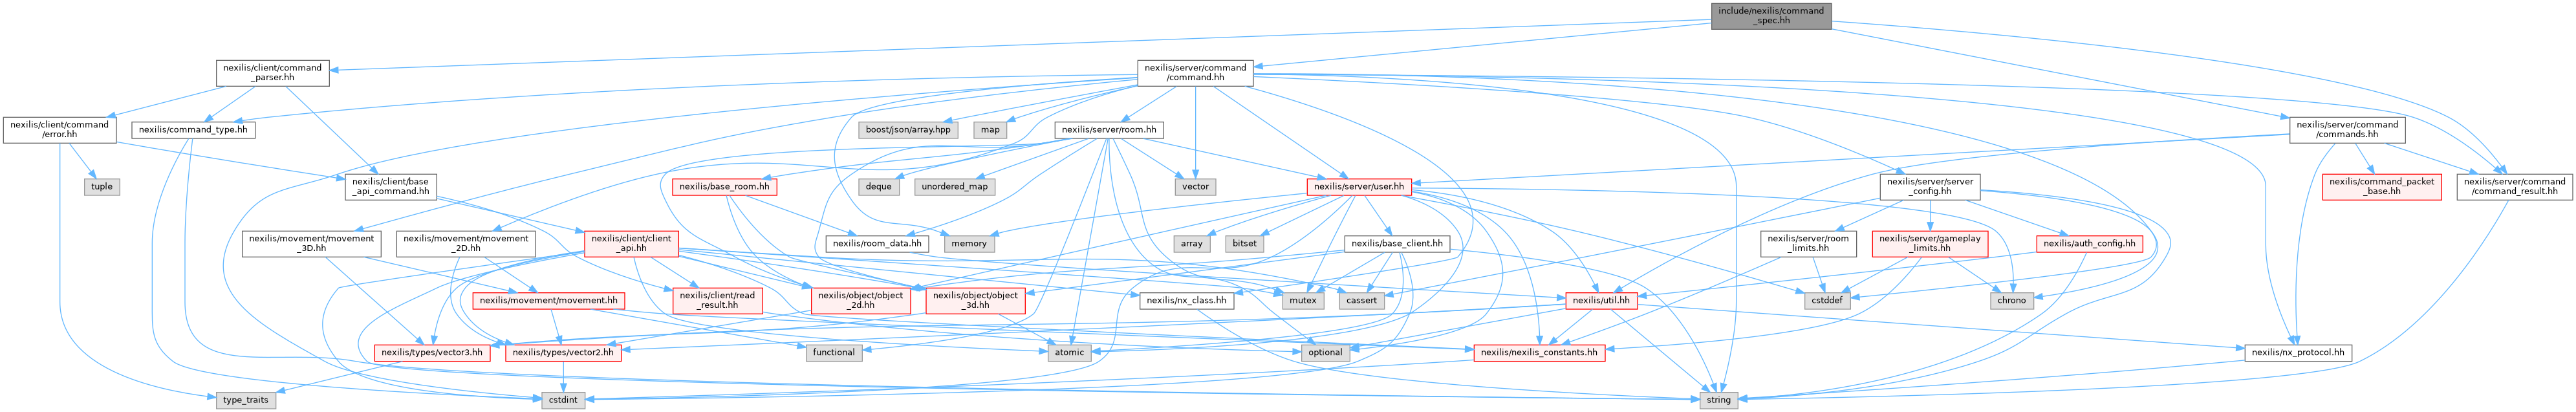 include/nexilis/command
_spec.hh
nexilis/client/command
_parser.hh
nexilis/server/command
/command.hh
nexilis/client/command
/error.hh
nexilis/command_type.hh
boost/json/array.hpp
map
nexilis/server/room.hh
nexilis/server/command
/commands.hh
tuple
nexilis/client/base
_api_command.hh
nexilis/base_room.hh
deque
unordered_map
vector
nexilis/server/user.hh
nexilis/server/server
_config.hh
nexilis/command_packet
_base.hh
nexilis/server/command
/command_result.hh
nexilis/movement/movement
_3D.hh
nexilis/movement/movement
_2D.hh
nexilis/client/client
_api.hh
nexilis/room_data.hh
memory
array
bitset
nexilis/base_client.hh
nexilis/server/room
_limits.hh
nexilis/server/gameplay
_limits.hh
nexilis/auth_config.hh
nexilis/movement/movement.hh
nexilis/client/read
_result.hh
nexilis/object/object
_2d.hh
nexilis/object/object
_3d.hh
nexilis/nx_class.hh
mutex
cassert
nexilis/util.hh
cstddef
chrono
nexilis/types/vector3.hh
nexilis/types/vector2.hh
functional
atomic
optional
nexilis/nexilis_constants.hh
nexilis/nx_protocol.hh
type_traits
cstdint
string